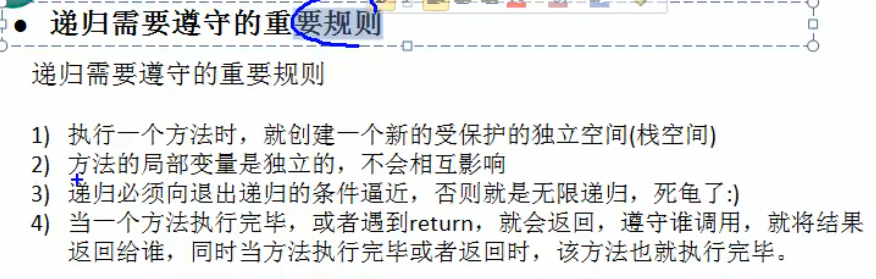 ● 递归需要遵守的重要规则
递归需要遵守的重要规则
1) 执行一个方法时，就创建一个新的受保护的独立空间(栈空间)
2) 方法的局部变量是独立的，不会相互影响
3) 递归必须向退出递归的条件逼近，否则就是无限递归，死龟了:)
4) 当一个方法执行完毕，或者遇到return，就会返回，遵守谁调用，就将结果
返回给谁，同时当方法执行完毕或者返回时，该方法也就执行完毕。